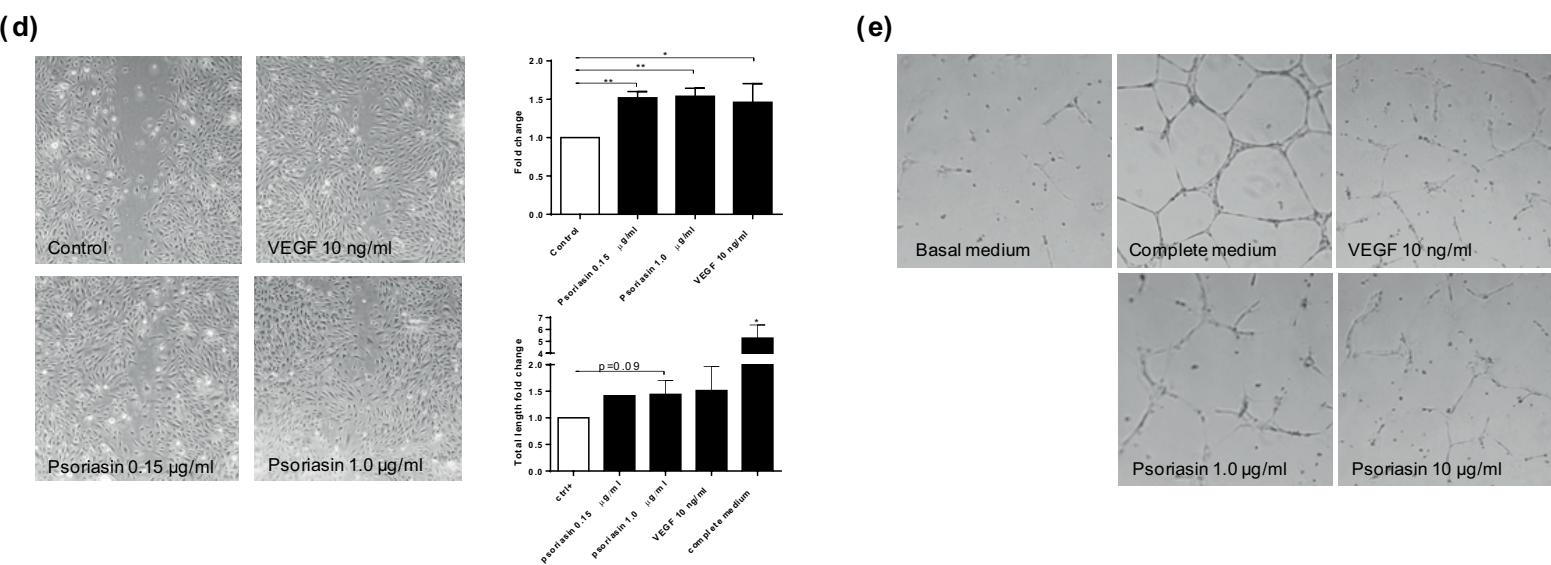 (d)
(e)
Control
VEGF 10 ng/ml
Psoriasin 0.15 µg/ml
Psoriasin 1.0 µg/ml
Fold change
2.0
1.5
1.0
0.5
0.0
*
**
**
Control
Psoriasin 0.15 µg/ml
Psoriasin 1.0 µg/ml
VEGF 10 ng/ml
Total length fold change
7
6
5
4
2.0
1.5
1.0
0.5
0.0
p=0.09
*
ctrl+
psoriasin 0.15 µg/ml
psoriasin 1.0 µg/ml
VEGF 10 ng/ml
complete medium
Basal medium
Complete medium
VEGF 10 ng/ml
Psoriasin 1.0 µg/ml
Psoriasin 10 µg/ml